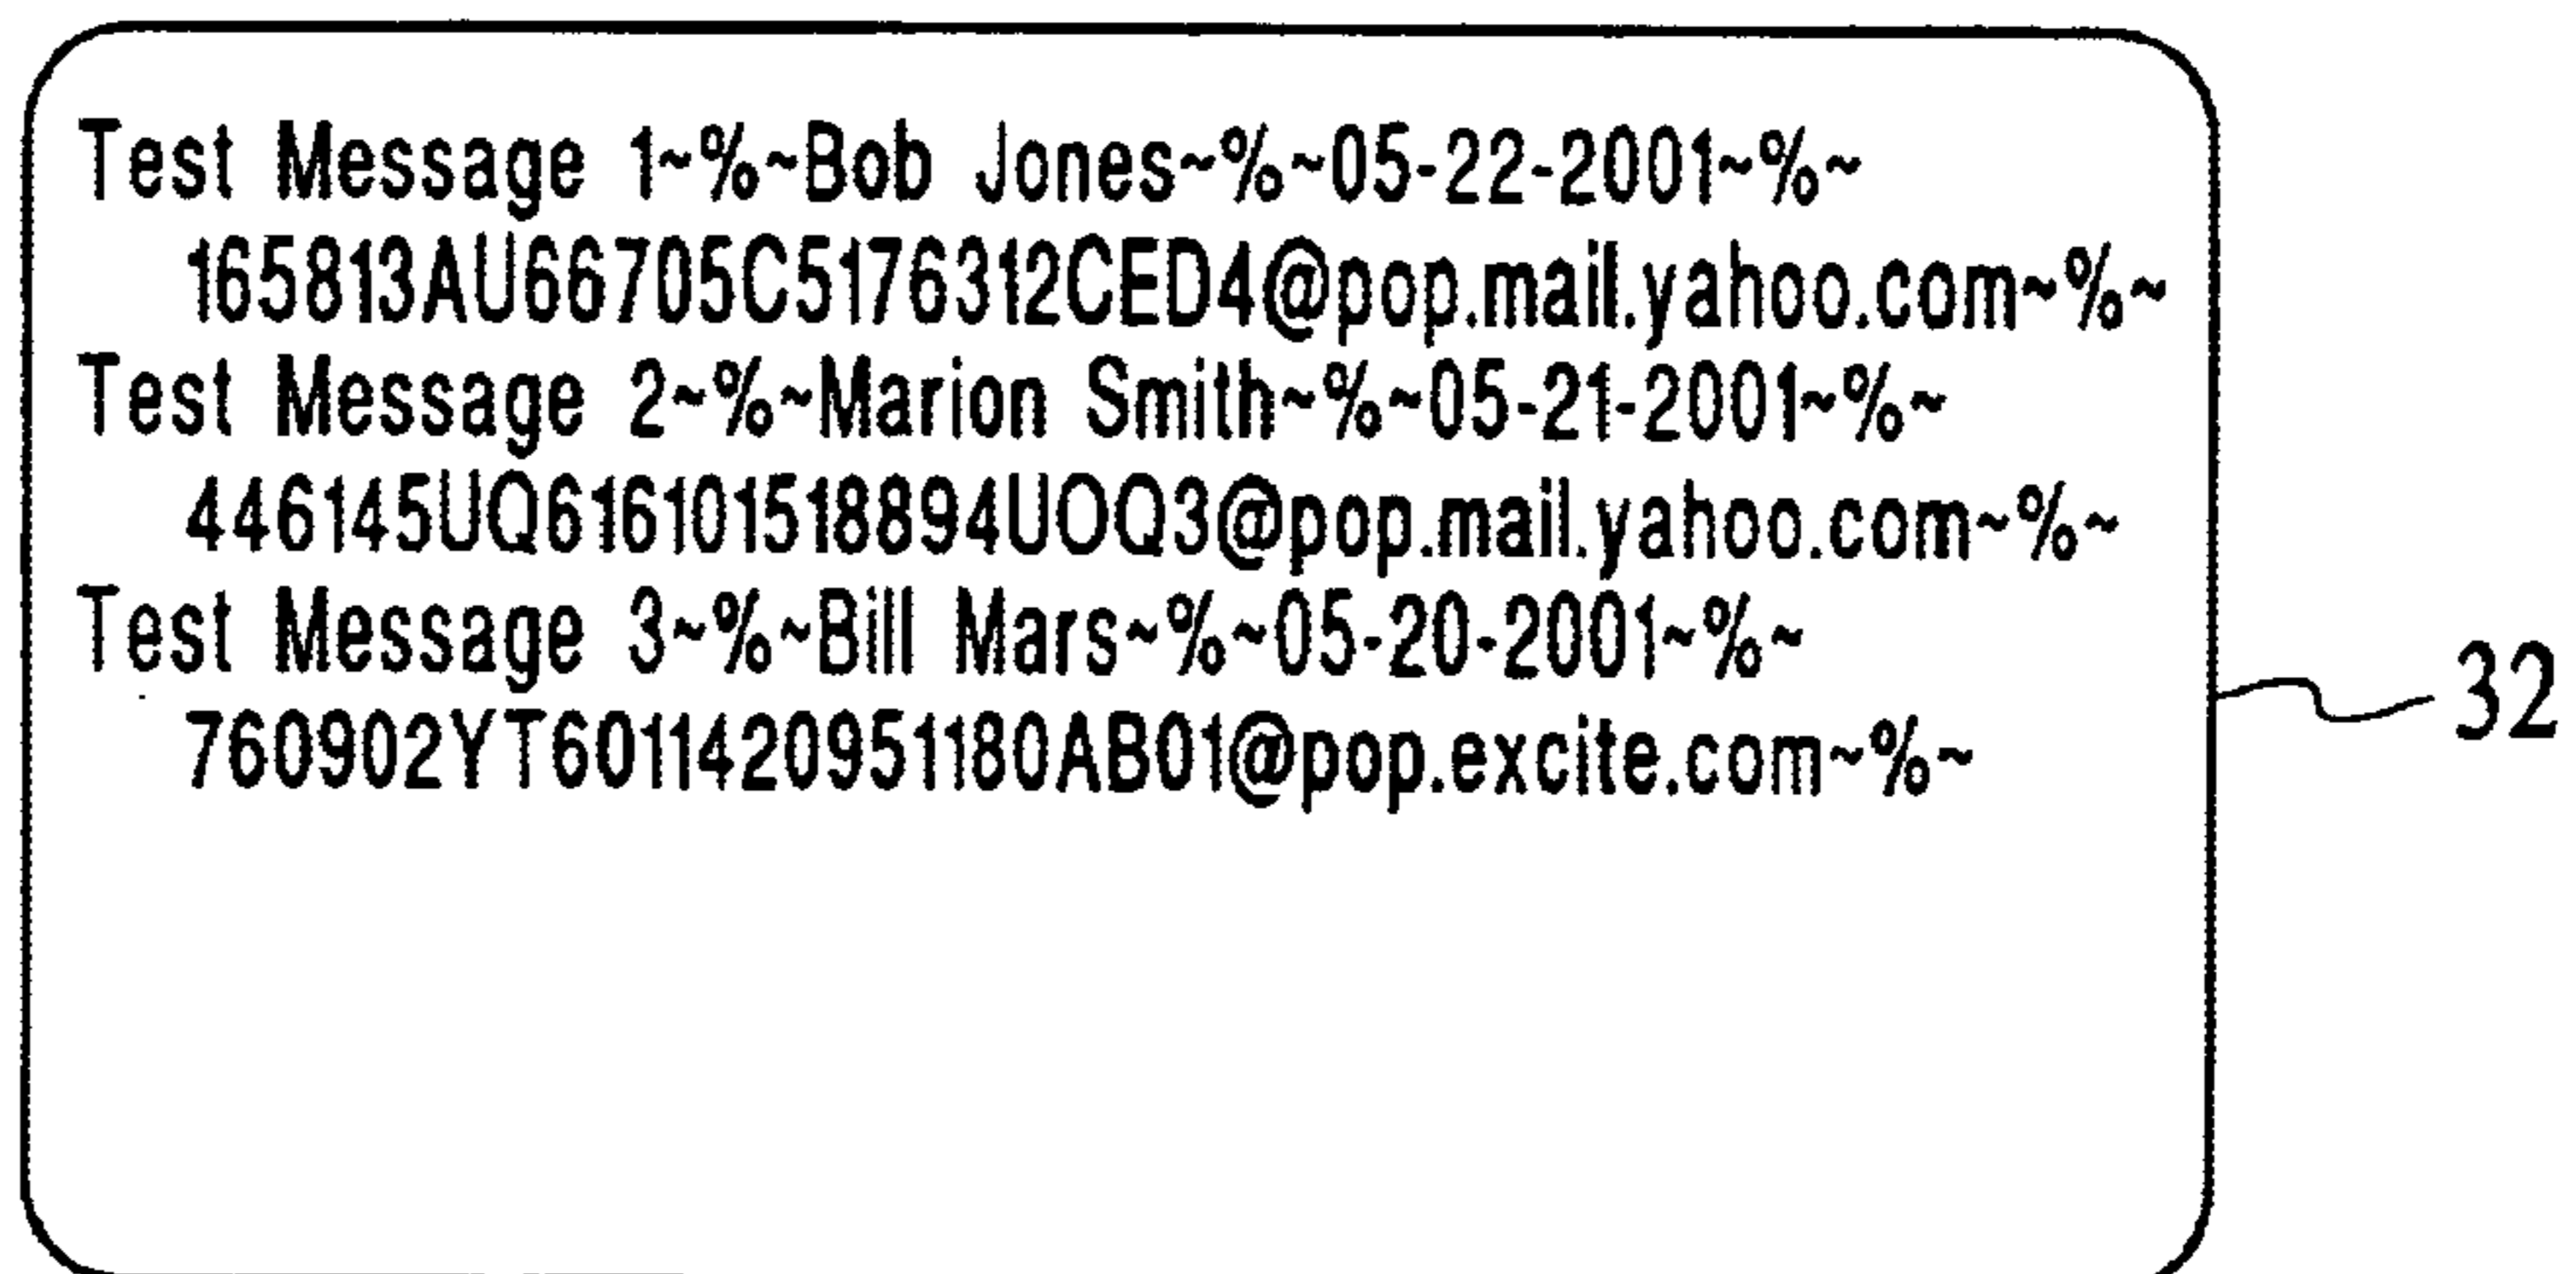 Test Message 1~%~Bob Jones~%~05-22-2001~%~
165813AU66705C5176312CED4@pop.mail.yahoo.com~%~
Test Message 2~%~Marion Smith~%~05-21-2001~%~
446145UQ616101518894UOQ3@pop.mail.yahoo.com~%~
Test Message 3~%~Bill Mars~%~05-20-2001~%~
760902YT6011420951180AB01@pop.excite.com~%~
32